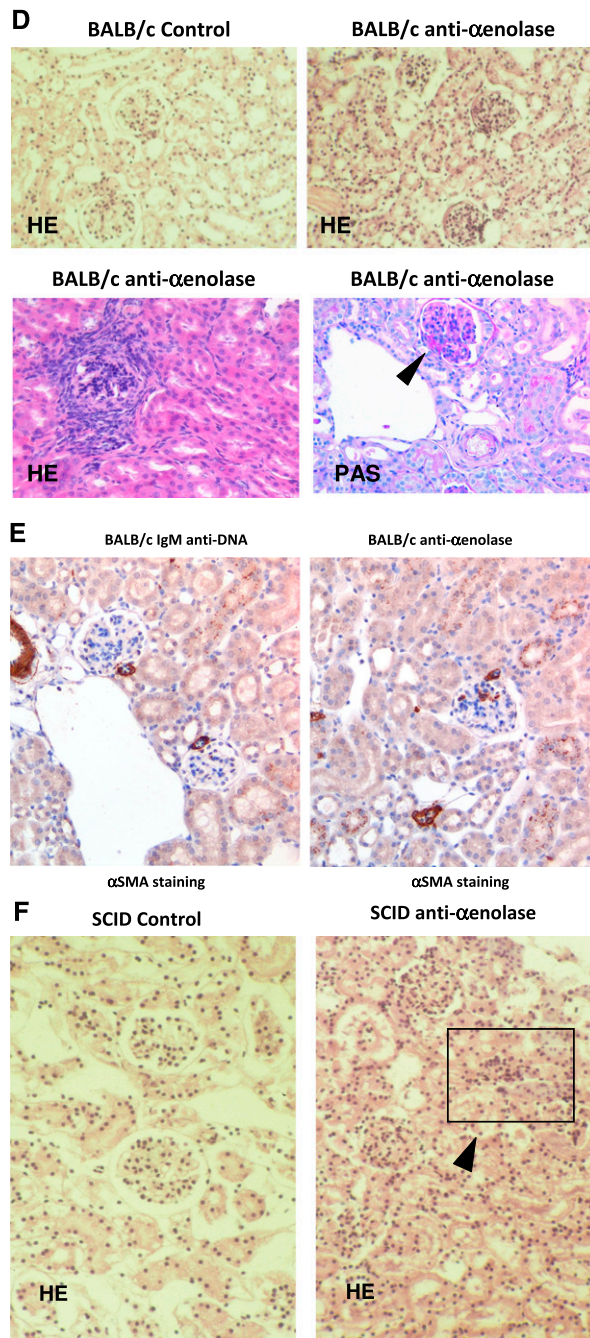 D
BALB/c Control
BALB/c anti-αenolase
HE
HE
BALB/c anti-αenolase
BALB/c anti-αenolase
HE
PAS
E
BALB/c IgM anti-DNA
BALB/c anti-αenolase
αSMA staining
αSMA staining
F
SCID Control
SCID anti-αenolase
HE
HE